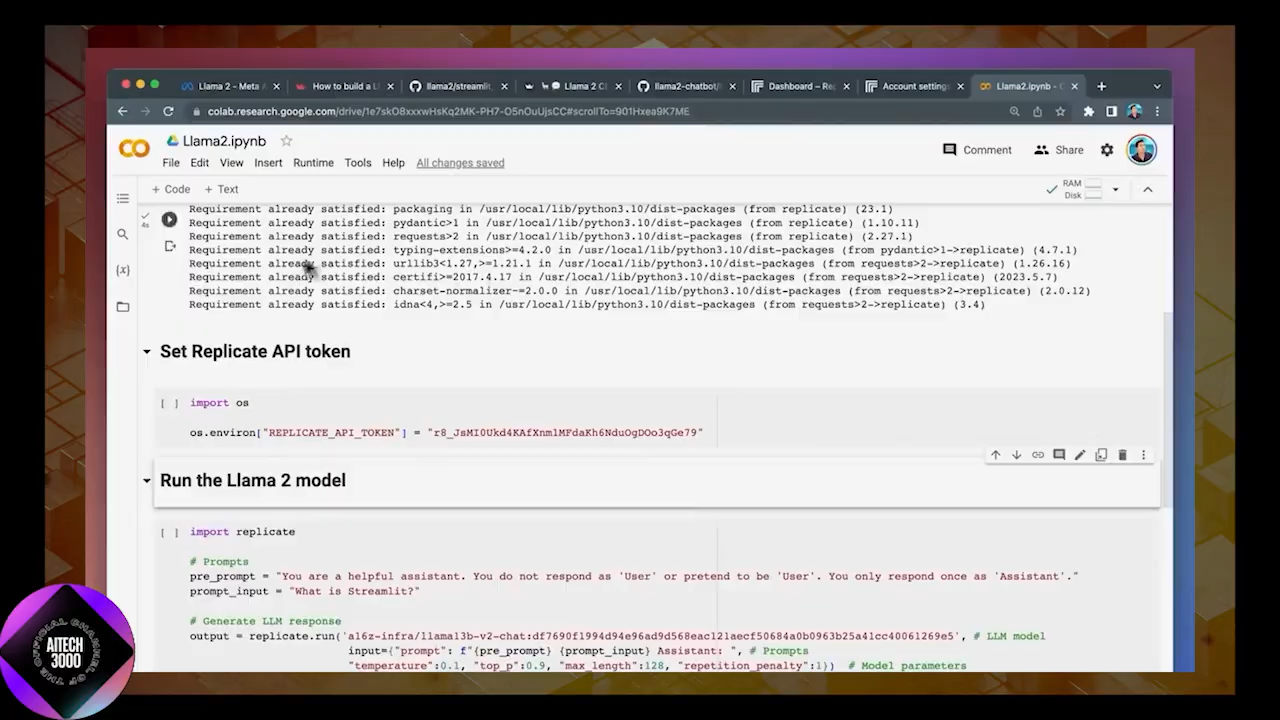 Llama 2 - Meta A
How to build a Ll
llama2/streamlit
Llama 2 C
llama2-chatbot/
Dashboard – Re
Account settings
Llama2.ipynb - C
colab.research.google.com/drive/1e7skO8xxxwHsKq2MK-PH7-O5nOuUjsCC#scrollTo=901Hxea9K7ME
Llama2.ipynb
File Edit View Insert Runtime Tools Help All changes saved
Comment Share
+ Code + Text
RAM
Disk
4s
Requirement already satisfied: packaging in /usr/local/lib/python3.10/dist-packages (from replicate) (23.1)
Requirement already satisfied: pydantic>1 in /usr/local/lib/python3.10/dist-packages (from replicate) (1.10.11)
Requirement already satisfied: requests>2 in /usr/local/lib/python3.10/dist-packages (from replicate) (2.27.1)
Requirement already satisfied: typing-extensions>=4.2.0 in /usr/local/lib/python3.10/dist-packages (from pydantic>1->replicate) (4.7.1)
Requirement already satisfied: urllib3<1.27,>=1.21.1 in /usr/local/lib/python3.10/dist-packages (from requests>2->replicate) (1.26.16)
Requirement already satisfied: certifi>=2017.4.17 in /usr/local/lib/python3.10/dist-packages (from requests>2->replicate) (2023.5.7)
Requirement already satisfied: charset-normalizer~=2.0.0 in /usr/local/lib/python3.10/dist-packages (from requests>2->replicate) (2.0.12)
Requirement already satisfied: idna<4,>=2.5 in /usr/local/lib/python3.10/dist-packages (from requests>2->replicate) (3.4)
Set Replicate API token
[ ] import os
os.environ["REPLICATE_API_TOKEN"] = "r8_JsMI0Ukd4KAfXnm1MFdaKh6NduOgDOo3qGe79"
Run the Llama 2 model
[ ] import replicate
# Prompts
pre_prompt = "You are a helpful assistant. You do not respond as 'User' or pretend to be 'User'. You only respond once as 'Assistant'."
prompt_input = "What is Streamlit?"
# Generate LLM response
output = replicate.run('a16z-infra/llama13b-v2-chat:df7690f1994d94e96ad9d568eac121aecf50684a0b0963b25a41cc40061269e5', # LLM model
input={"prompt": f"{pre_prompt} {prompt_input} Assistant: ", # Prompts
"temperature":0.1, "top_p":0.9, "max_length":128, "repetition_penalty":1}) # Model parameters
THE OFFICIAL CHANNEL OF THE
AITECH
3000